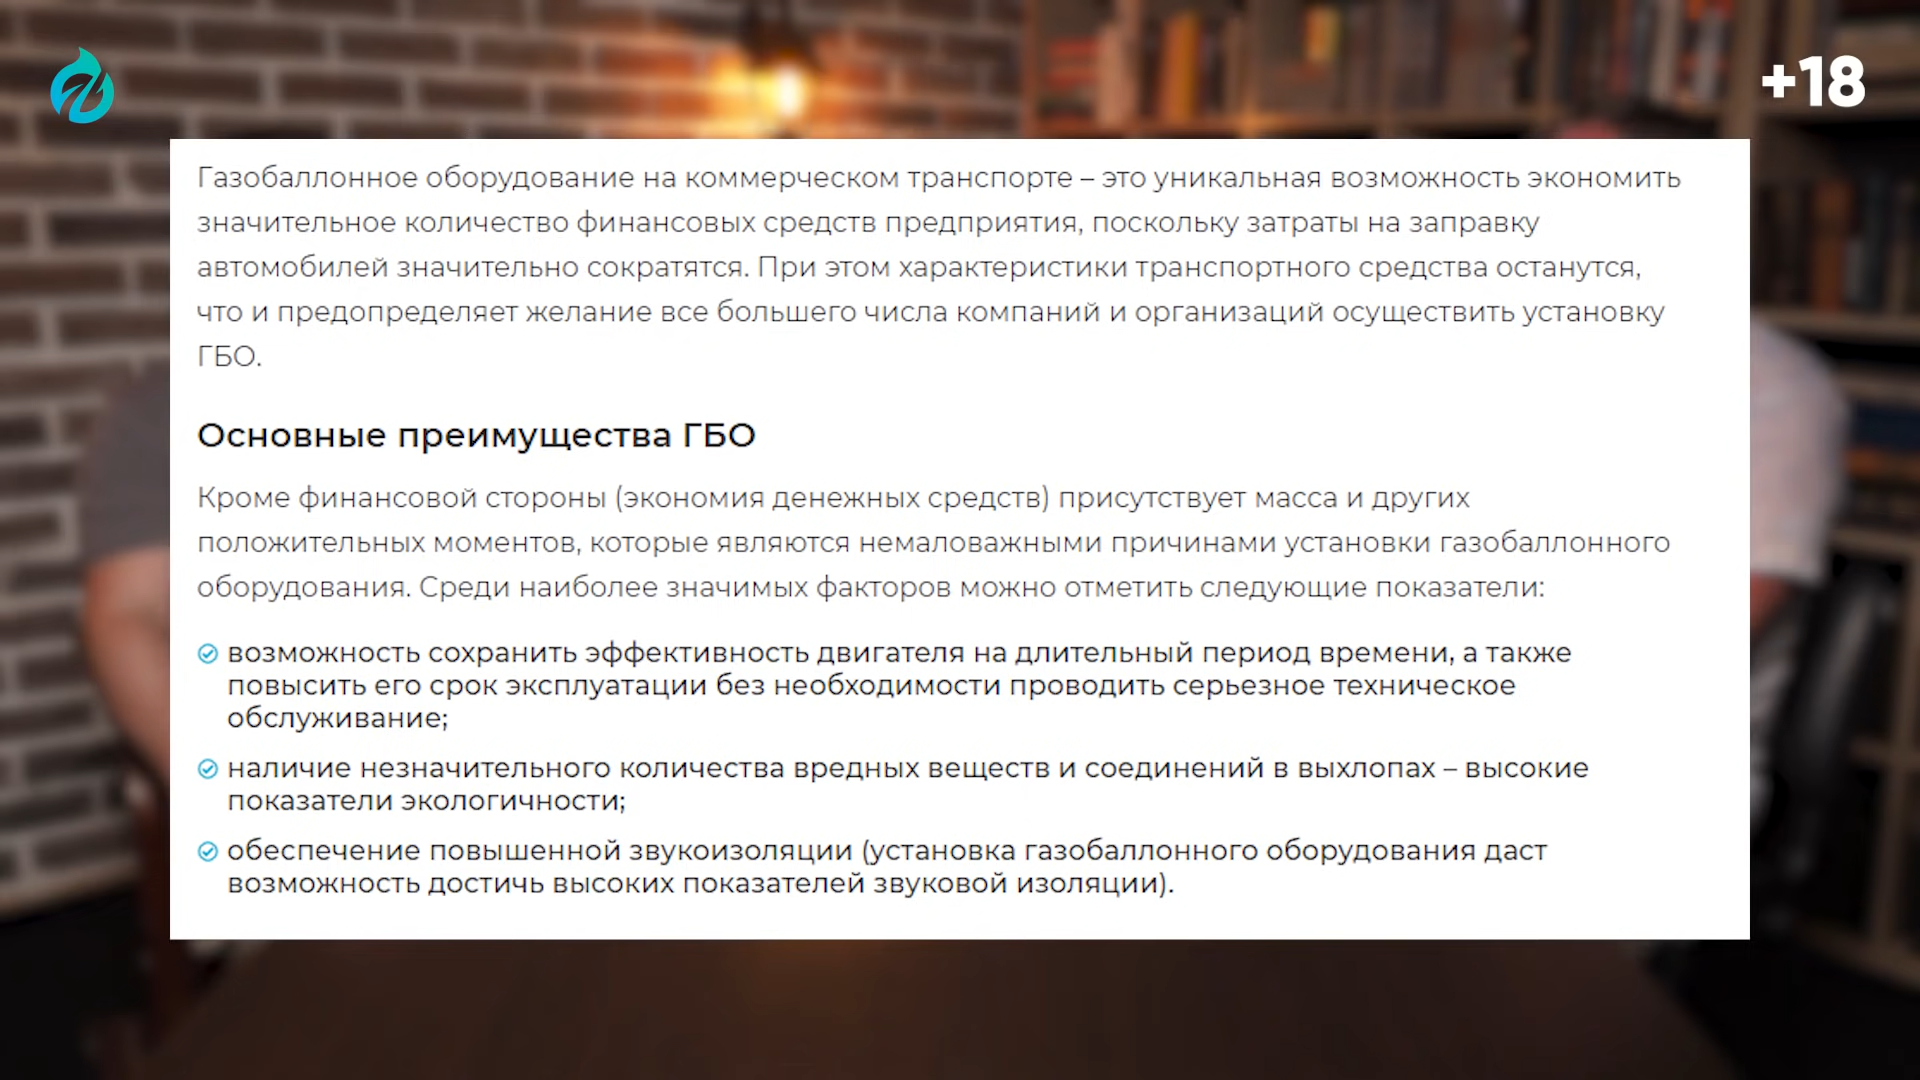 +18
Газобаллонное оборудование на коммерческом транспорте – это уникальная возможность экономить
значительное количество финансовых средств предприятия, поскольку затраты на заправку
автомобилей значительно сократятся. При этом характеристики транспортного средства останутся,
что и предопределяет желание все большего числа компаний и организаций осуществить установку
ГБО.
Основные преимущества ГБО
Кроме финансовой стороны (экономия денежных средств) присутствует масса и других
положительных моментов, которые являются немаловажными причинами установки газобаллонного
оборудования. Среди наиболее значимых факторов можно отметить следующие показатели:
возможность сохранить эффективность двигателя на длительный период времени, а также
повысить его срок эксплуатации без необходимости проводить серьезное техническое
обслуживание;
наличие незначительного количества вредных веществ и соединений в выхлопах – высокие
показатели экологичности;
обеспечение повышенной звукоизоляции (установка газобаллонного оборудования даст
возможность достичь высоких показателей звуковой изоляции).